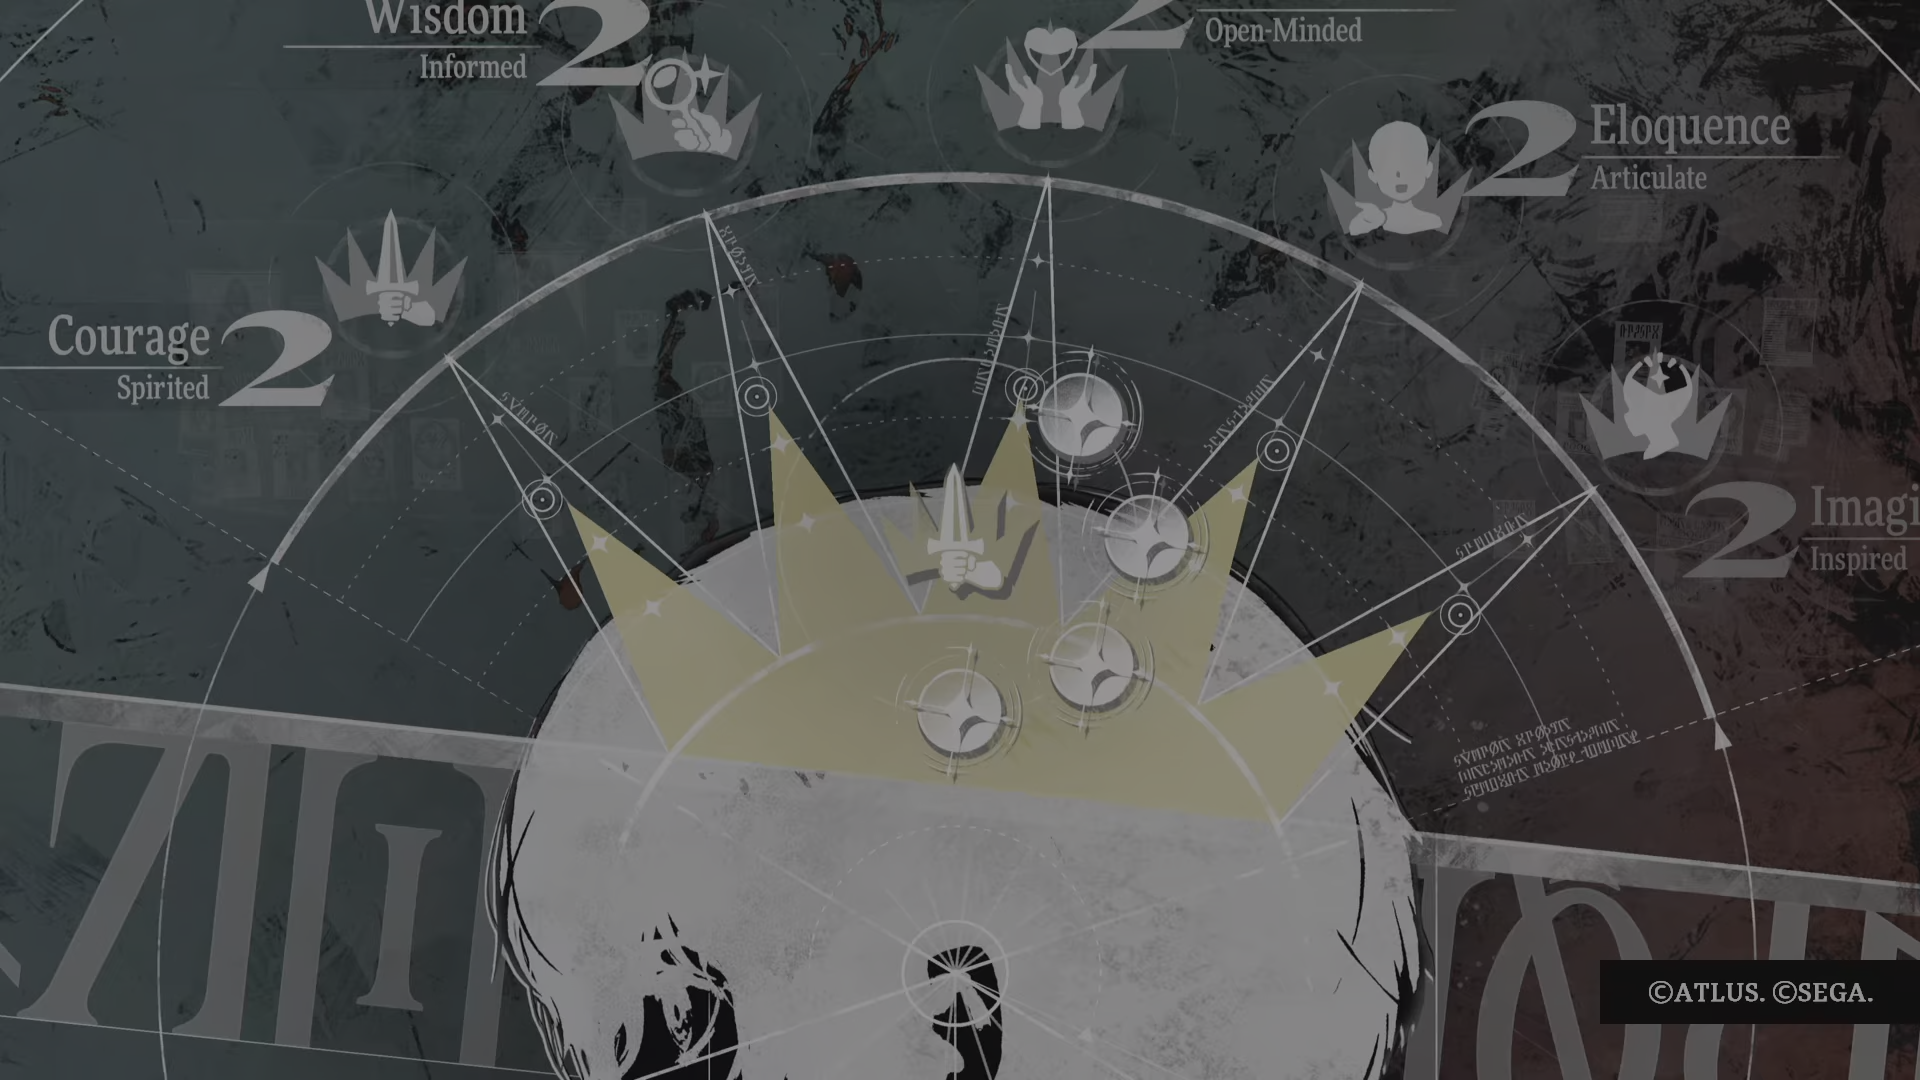 Wisdom
2
Informed
2
Open-Minded
2
Eloquence
Articulate
Courage
2
Spirited
2
Imagi
Inspired
©ATLUS. ©SEGA.